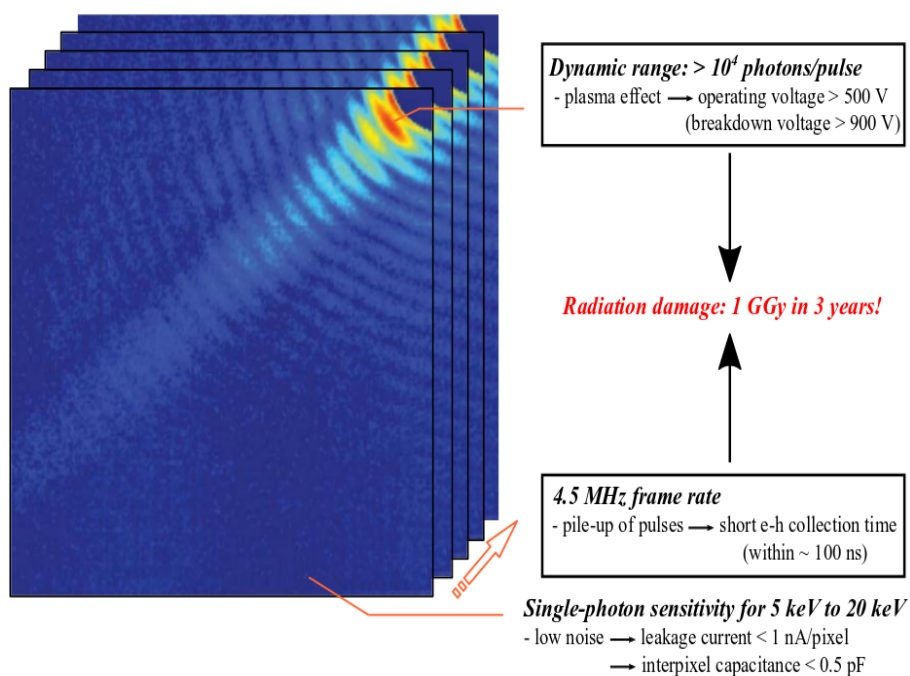 Dynamic range: > 10⁴ photons/pulse
- plasma effect → operating voltage > 500 V
(breakdown voltage > 900 V)
Radiation damage: 1 GGy in 3 years!
4.5 MHz frame rate
- pile-up of pulses → short e-h collection time
(within ~ 100 ns)
Single-photon sensitivity for 5 keV to 20 keV
- low noise → leakage current < 1 nA/pixel
→ interpixel capacitance < 0.5 pF